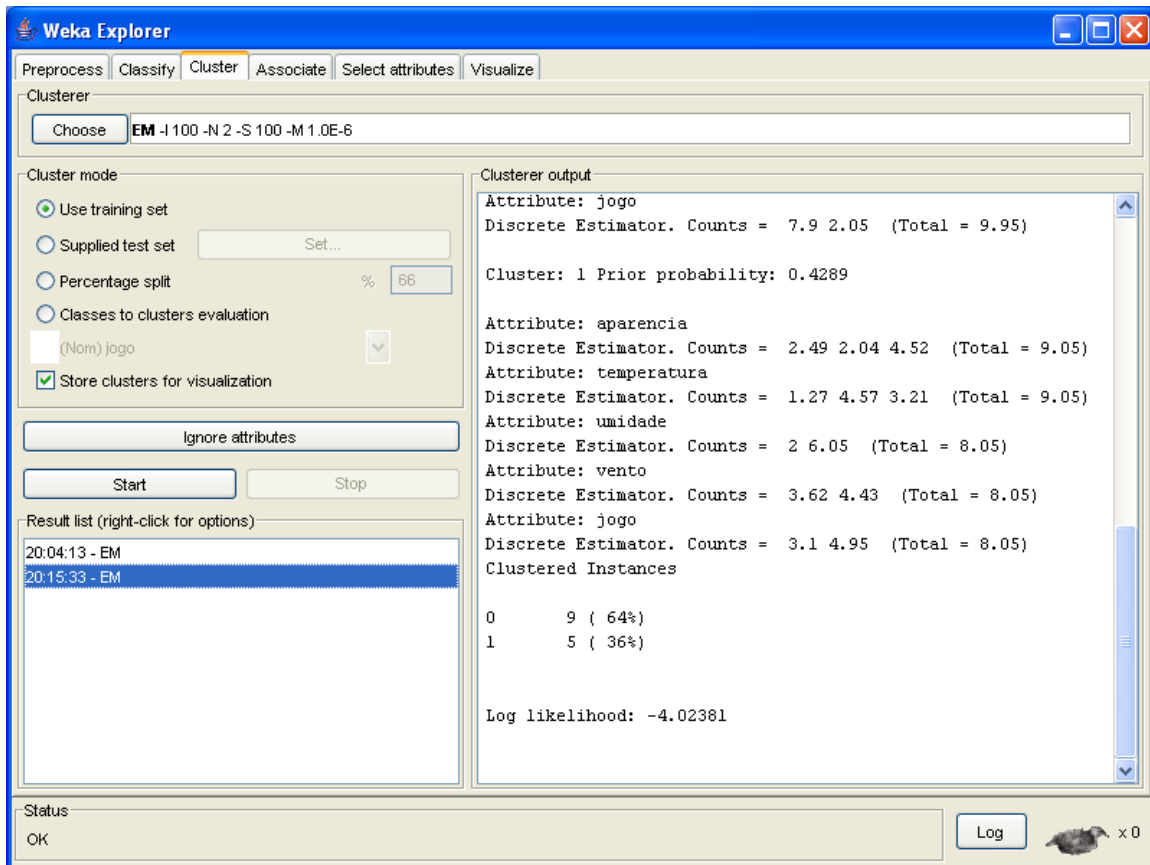 Weka Explorer
Preprocess Classify Cluster Associate Select attributes Visualize
Clusterer
Choose EM -I 100 -N 2 -S 100 -M 1.0E-6
Cluster mode
Use training set
Supplied test set Set...
Percentage split % 66
Classes to clusters evaluation
(Nom) jogo
Store clusters for visualization
Ignore attributes
Start Stop
Result list (right-click for options)
20:04:13 - EM
20:15:33 - EM
Clusterer output
Attribute: jogo
Discrete Estimator. Counts = 7.9 2.05 (Total = 9.95)
Cluster: 1 Prior probability: 0.4289
Attribute: aparencia
Discrete Estimator. Counts = 2.49 2.04 4.52 (Total = 9.05)
Attribute: temperatura
Discrete Estimator. Counts = 1.27 4.57 3.21 (Total = 9.05)
Attribute: umidade
Discrete Estimator. Counts = 2 6.05 (Total = 8.05)
Attribute: vento
Discrete Estimator. Counts = 3.62 4.43 (Total = 8.05)
Attribute: jogo
Discrete Estimator. Counts = 3.1 4.95 (Total = 8.05)
Clustered Instances
0 9 ( 64%)
1 5 ( 36%)
Log likelihood: -4.02381
Status
OK
Log x 0